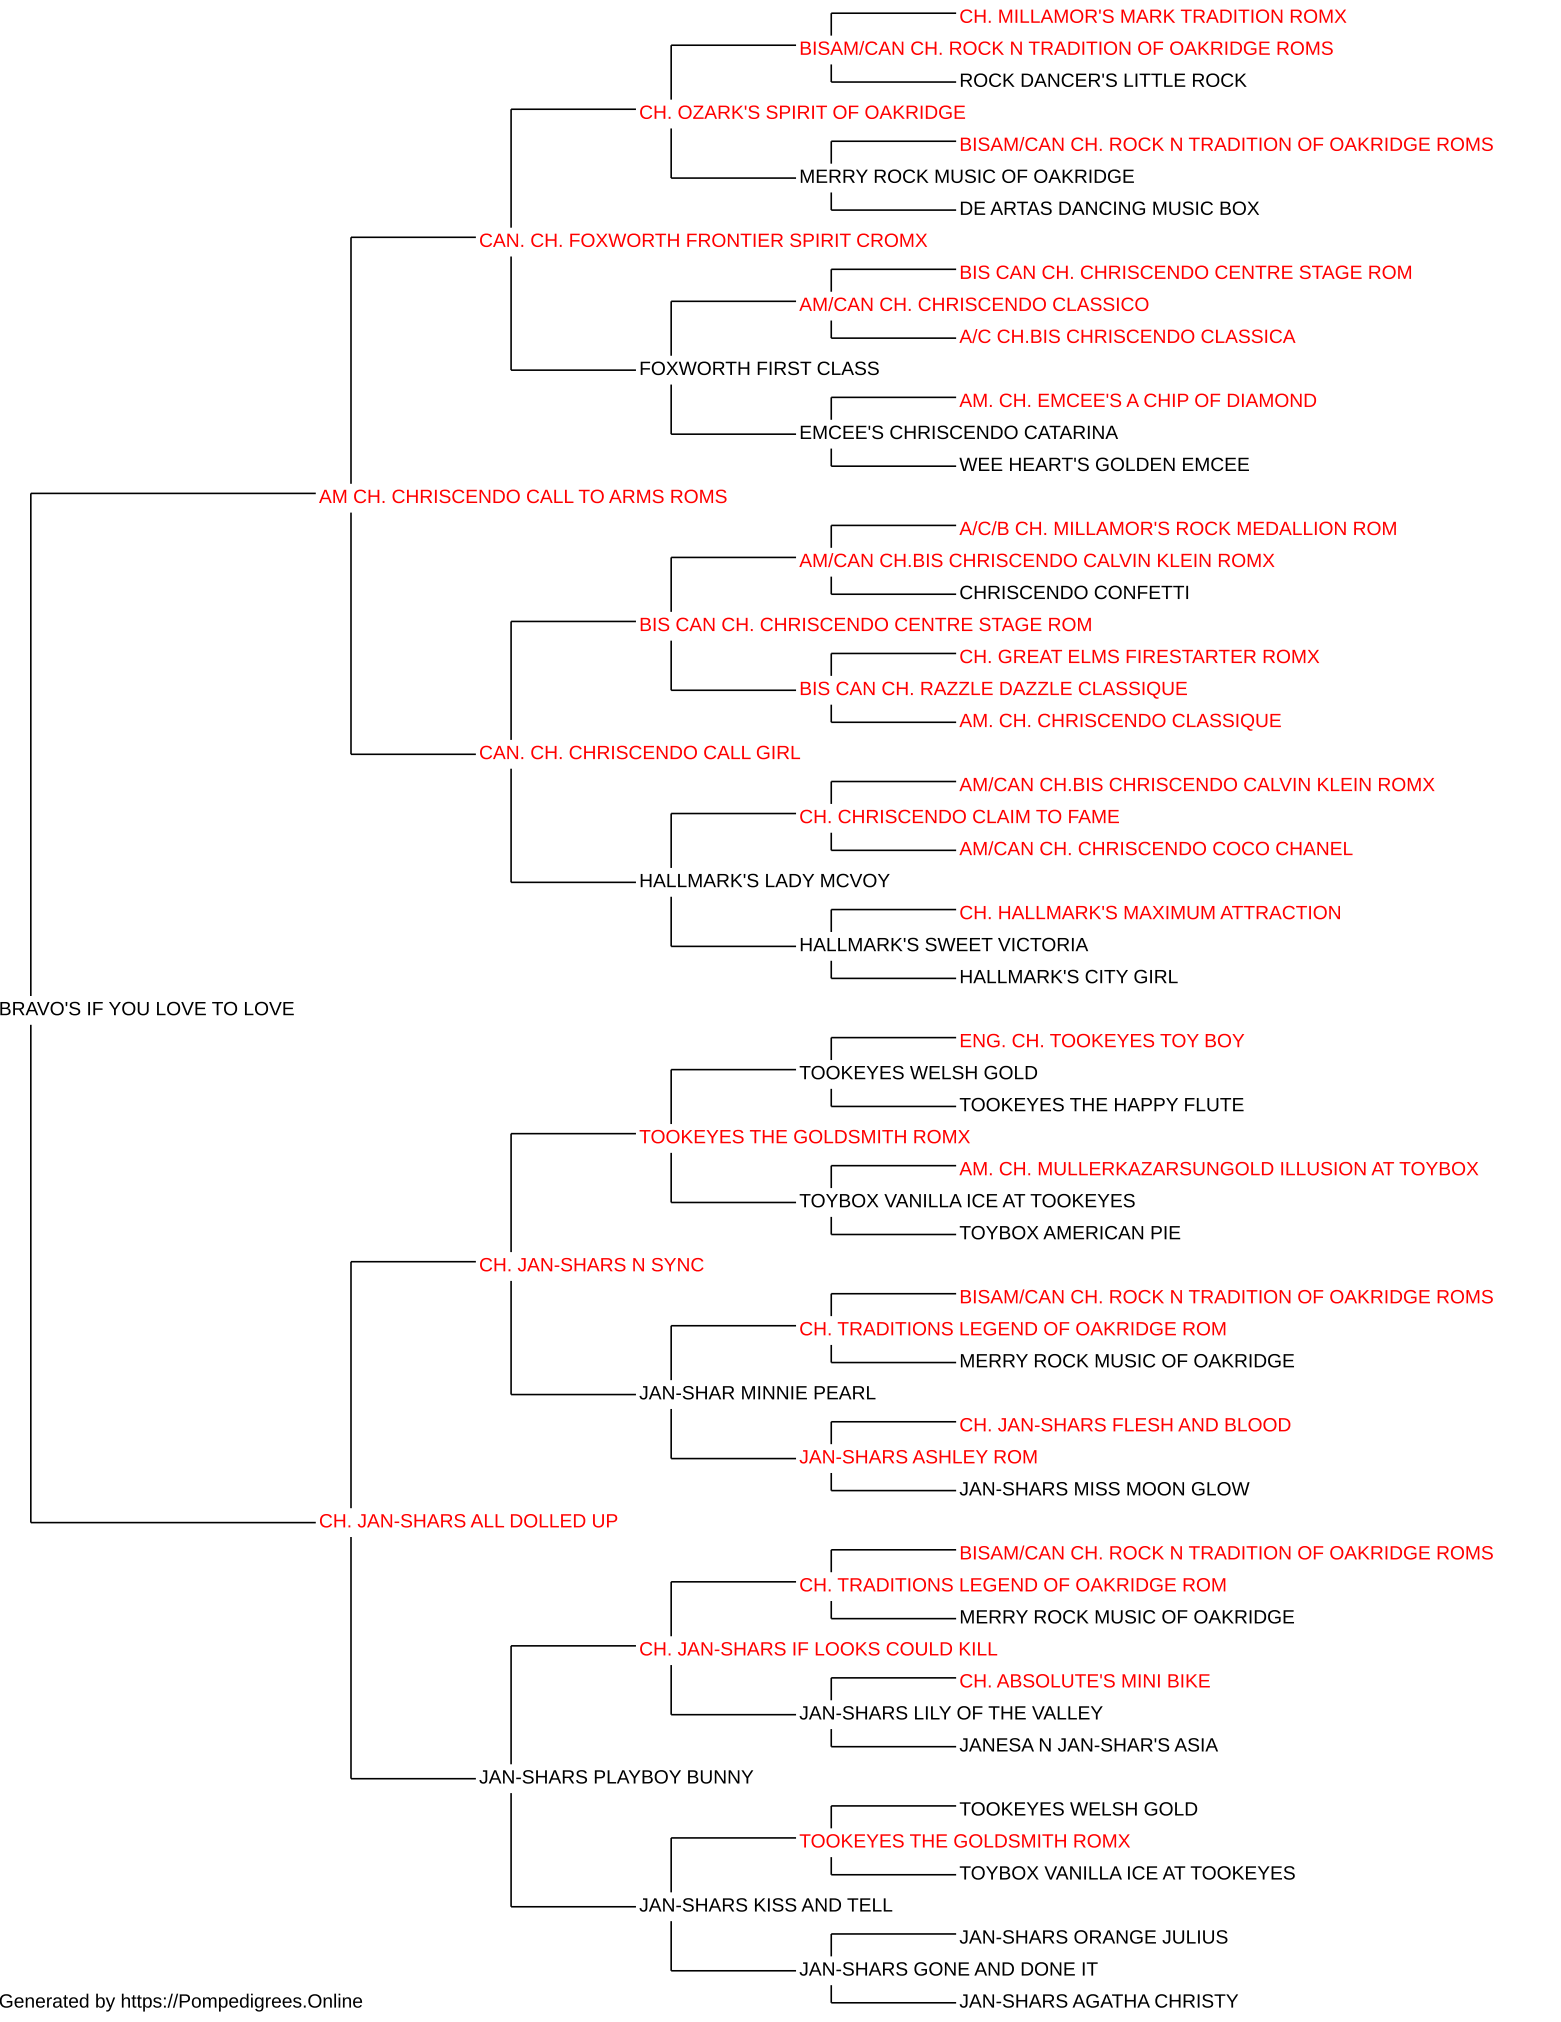 CH. MILLAMOR'S MARK TRADITION ROMX
BISAM/CAN CH. ROCK N TRADITION OF OAKRIDGE ROMS
ROCK DANCER'S LITTLE ROCK
CH. OZARK'S SPIRIT OF OAKRIDGE
BISAM/CAN CH. ROCK N TRADITION OF OAKRIDGE ROMS
MERRY ROCK MUSIC OF OAKRIDGE
DE ARTAS DANCING MUSIC BOX
CAN. CH. FOXWORTH FRONTIER SPIRIT CROMX
BIS CAN CH. CHRISCENDO CENTRE STAGE ROM
AM/CAN CH. CHRISCENDO CLASSICO
A/C CH.BIS CHRISCENDO CLASSICA
FOXWORTH FIRST CLASS
AM. CH. EMCEE'S A CHIP OF DIAMOND
EMCEE'S CHRISCENDO CATARINA
WEE HEART'S GOLDEN EMCEE
AM CH. CHRISCENDO CALL TO ARMS ROMS
A/C/B CH. MILLAMOR'S ROCK MEDALLION ROM
AM/CAN CH.BIS CHRISCENDO CALVIN KLEIN ROMX
CHRISCENDO CONFETTI
BIS CAN CH. CHRISCENDO CENTRE STAGE ROM
CH. GREAT ELMS FIRESTARTER ROMX
BIS CAN CH. RAZZLE DAZZLE CLASSIQUE
AM. CH. CHRISCENDO CLASSIQUE
CAN. CH. CHRISCENDO CALL GIRL
AM/CAN CH.BIS CHRISCENDO CALVIN KLEIN ROMX
CH. CHRISCENDO CLAIM TO FAME
AM/CAN CH. CHRISCENDO COCO CHANEL
HALLMARK'S LADY MCVOY
CH. HALLMARK'S MAXIMUM ATTRACTION
HALLMARK'S SWEET VICTORIA
HALLMARK'S CITY GIRL
BRAVO'S IF YOU LOVE TO LOVE
ENG. CH. TOOKEYES TOY BOY
TOOKEYES WELSH GOLD
TOOKEYES THE HAPPY FLUTE
TOOKEYES THE GOLDSMITH ROMX
AM. CH. MULLERKAZARSUNGOLD ILLUSION AT TOYBOX
TOYBOX VANILLA ICE AT TOOKEYES
TOYBOX AMERICAN PIE
CH. JAN-SHARS N SYNC
BISAM/CAN CH. ROCK N TRADITION OF OAKRIDGE ROMS
CH. TRADITIONS LEGEND OF OAKRIDGE ROM
MERRY ROCK MUSIC OF OAKRIDGE
JAN-SHAR MINNIE PEARL
CH. JAN-SHARS FLESH AND BLOOD
JAN-SHARS ASHLEY ROM
JAN-SHARS MISS MOON GLOW
CH. JAN-SHARS ALL DOLLED UP
BISAM/CAN CH. ROCK N TRADITION OF OAKRIDGE ROMS
CH. TRADITIONS LEGEND OF OAKRIDGE ROM
MERRY ROCK MUSIC OF OAKRIDGE
CH. JAN-SHARS IF LOOKS COULD KILL
CH. ABSOLUTE'S MINI BIKE
JAN-SHARS LILY OF THE VALLEY
JANESA N JAN-SHAR'S ASIA
JAN-SHARS PLAYBOY BUNNY
TOOKEYES WELSH GOLD
TOOKEYES THE GOLDSMITH ROMX
TOYBOX VANILLA ICE AT TOOKEYES
JAN-SHARS KISS AND TELL
JAN-SHARS ORANGE JULIUS
JAN-SHARS GONE AND DONE IT
JAN-SHARS AGATHA CHRISTY
Generated by https://Pompedigrees.Online